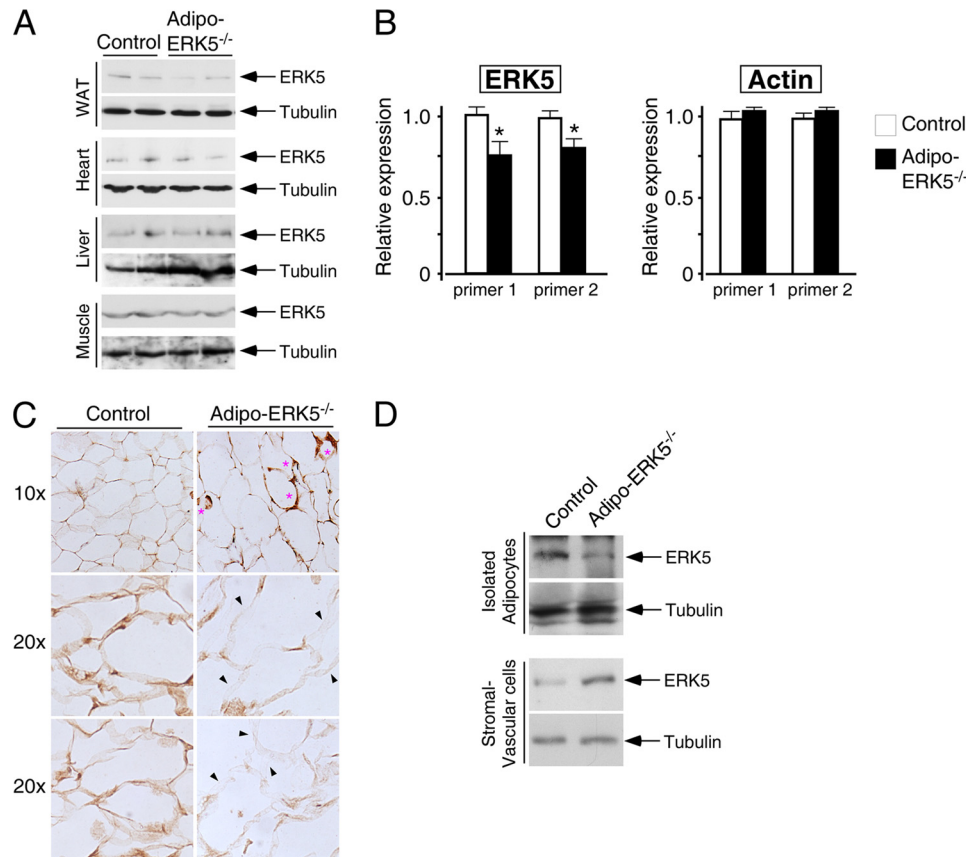 A
Control
Adipo-
ERK5-/-
WAT
ERK5
Tubulin
Heart
ERK5
Tubulin
Liver
ERK5
Tubulin
Muscle
ERK5
Tubulin
B
ERK5
Relative expression
1.0
0.5
0
*
*
primer 1
primer 2
Actin
Relative expression
1.0
0.5
0
primer 1
primer 2
Control
Adipo-
ERK5-/-
C
Control
Adipo-ERK5-/-
10x
*
*
*
*
20x
20x
D
Control
Adipo-ERK5-/-
Isolated
Adipocytes
ERK5
Tubulin
Stromal-
Vascular cells
ERK5
Tubulin